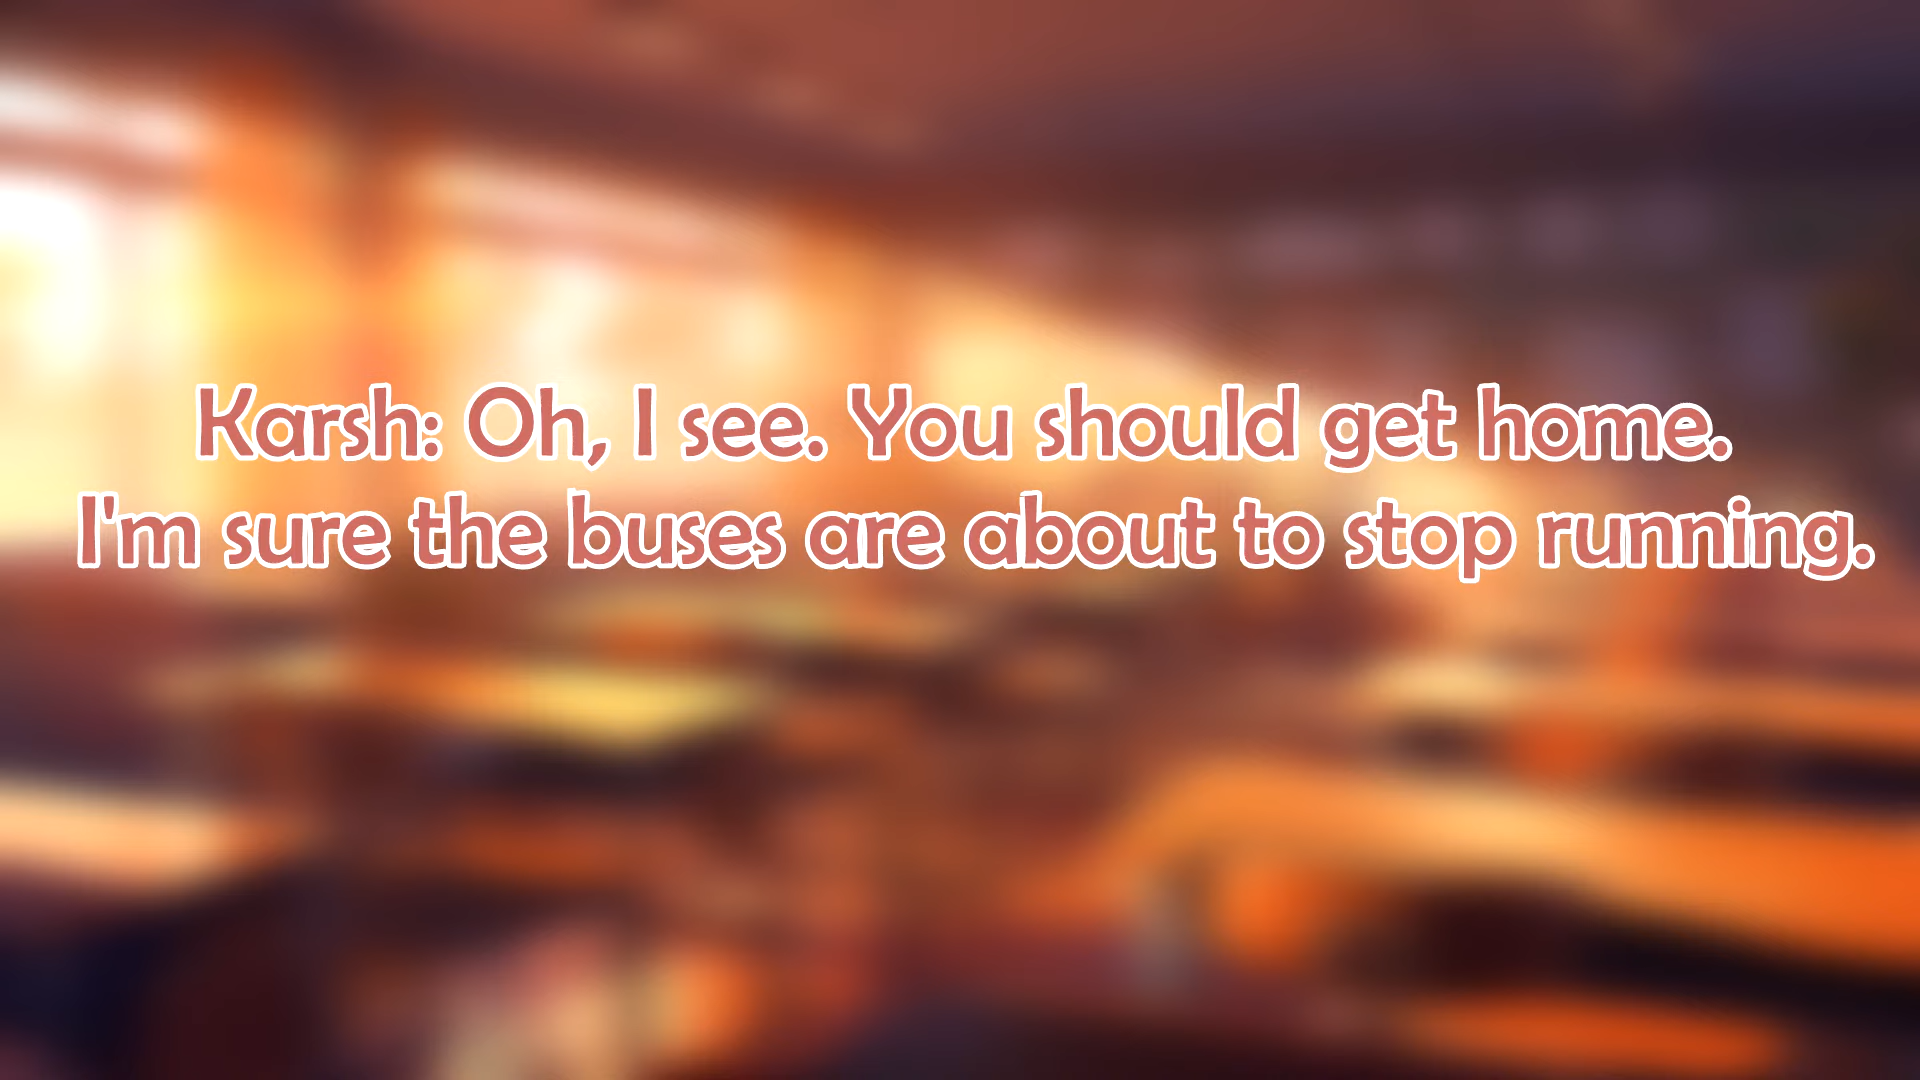 Karsh: Oh, I see. You should get home.
I'm sure the buses are about to stop running.